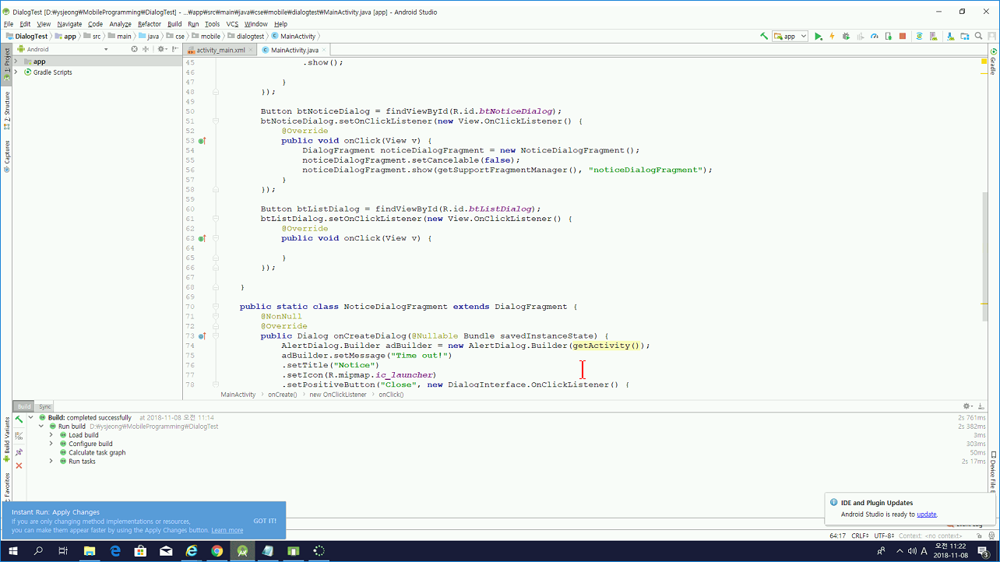 DialogTest [D:₩ysjeong₩MobileProgramming₩DialogTest] - ...₩app₩src₩main₩java₩cse₩mobile₩dialogtest₩MainActivity.java [app] - Android Studio
File Edit View Navigate Code Analyze Refactor Build Run Tools VCS Window Help
DialogTest app src main java cse mobile dialogtest MainActivity
app
Android
activity_main.xml MainActivity.java
1: Project
Z: Structure
Captures
Build Variants
Favorites
Gradle
Device File E
app
Gradle Scripts
45 .show();
46
47 }
48 });
49
50 Button btNoticeDialog = findViewById(R.id.btNoticeDialog);
51 btNoticeDialog.setOnClickListener(new View.OnClickListener() {
52 @Override
53 public void onClick(View v) {
54 DialogFragment noticeDialogFragment = new NoticeDialogFragment();
55 noticeDialogFragment.setCancelable(false);
56 noticeDialogFragment.show(getSupportFragmentManager(), "noticeDialogFragment");
57 }
58 });
59
60 Button btListDialog = findViewById(R.id.btListDialog);
61 btListDialog.setOnClickListener(new View.OnClickListener() {
62 @Override
63 public void onClick(View v) {
64
65 }
66 });
67
68 }
69
70 public static class NoticeDialogFragment extends DialogFragment {
71 @NonNull
72 @Override
73 public Dialog onCreateDialog(@Nullable Bundle savedInstanceState) {
74 AlertDialog.Builder adBuilder = new AlertDialog.Builder(getActivity());
75 adBuilder.setMessage("Time out!")
76 .setTitle("Notice")
77 .setIcon(R.mipmap.ic_launcher)
78 .setPositiveButton("Close", new DialogInterface.OnClickListener() {
MainActivity onCreate() new OnClickListener onClick()
Build Sync
Build: completed successfully at 2018-11-08 오전 11:14 2s 761ms
Run build D:₩ysjeong₩MobileProgramming₩DialogTest 2s 382ms
Load build 3ms
Configure build 303ms
Calculate task graph 50ms
Run tasks 2s 17ms
Instant Run: Apply Changes
If you are only changing method implementations or resources,
you can make them appear faster by using the Apply Changes button. Learn more
GOT IT!
IDE and Plugin Updates
Android Studio is ready to update.
64:17 CRLF UTF-8 Context: <no context>
A
오전 11:22
2018-11-08
3